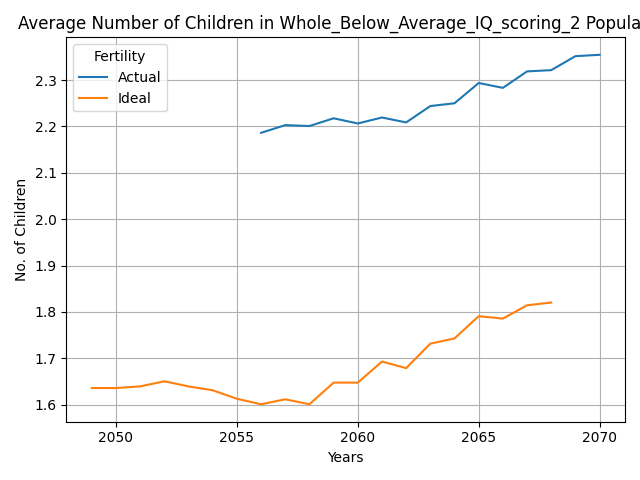 Average Number of Children in Whole_Below_Average_IQ_scoring_2 Popula
Fertility
Actual
Ideal
2.3
2.2
2.1
2.0
1.9
1.8
1.7
1.6
No. of Children
2050 2055 2060 2065 2070
Years